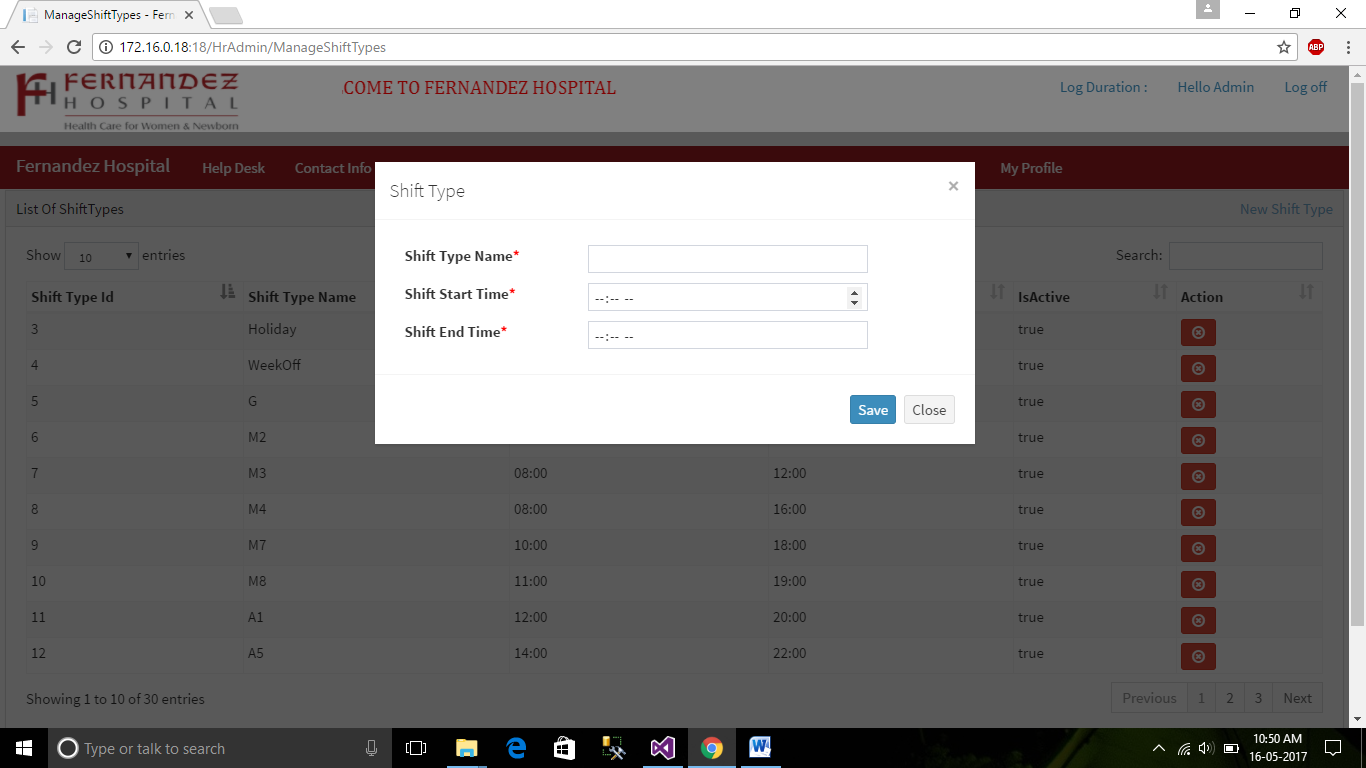 ManageShiftTypes - Fern
172.16.0.18:18/HrAdmin/ManageShiftTypes
ABP
FERNANDEZ
HOSPITAL
Health Care for Women & Newborn
COME TO FERNANDEZ HOSPITAL
Log Duration : Hello Admin Log off
Fernandez Hospital Help Desk Contact Info My Profile
List Of ShiftTypes New Shift Type
Show 10 entries Search:
Shift Type Id Shift Type Name IsActive Action
3 Holiday true
4 WeekOff true
5 G true
6 M2 true
7 M3 08:00 12:00 true
8 M4 08:00 16:00 true
9 M7 10:00 18:00 true
10 M8 11:00 19:00 true
11 A1 12:00 20:00 true
12 A5 14:00 22:00 true
Showing 1 to 10 of 30 entries Previous 1 2 3 Next
Shift Type ×
Shift Type Name*
Shift Start Time* --:-- --
Shift End Time* --:-- --
Save Close
Type or talk to search
10:50 AM
16-05-2017